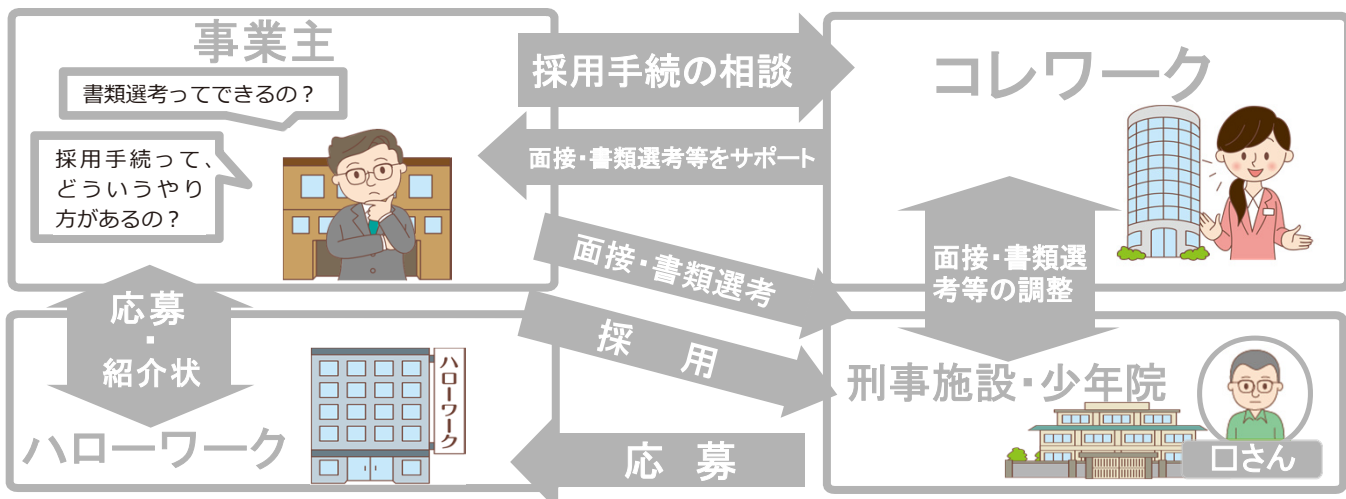 事業主
書類選考ってできるの？
採用手続って、
どういうやり
方があるの？
採用手続の相談
面接・書類選考等をサポート
コレワーク
面接・書類選考
採　用
面接・書類選
考等の調整
応募
・
紹介状
ハローワーク
ハローワーク
応　募
刑事施設・少年院
□さん